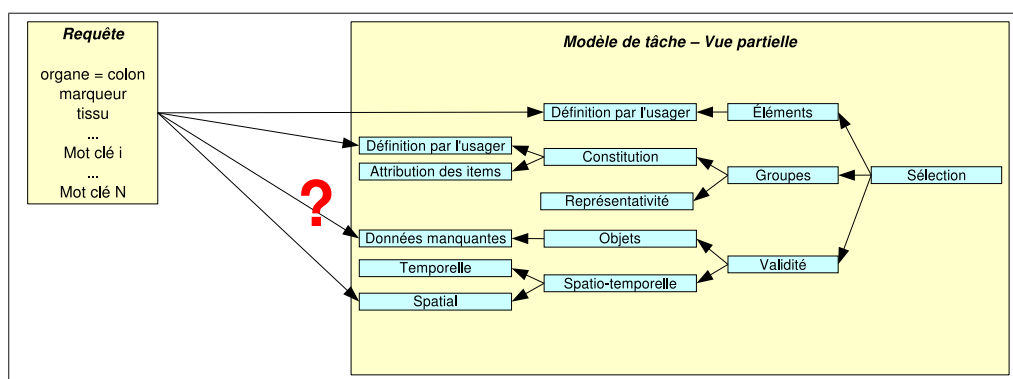 Requête
organe = colon
marqueur
tissu
...
Mot clé i
...
Mot clé N
?
Modèle de tâche – Vue partielle
Définition par l'usager
Éléments
Définition par l'usager
Attribution des items
Constitution
Représentativité
Groupes
Sélection
Données manquantes
Objets
Temporelle
Spatial
Spatio-temporelle
Validité